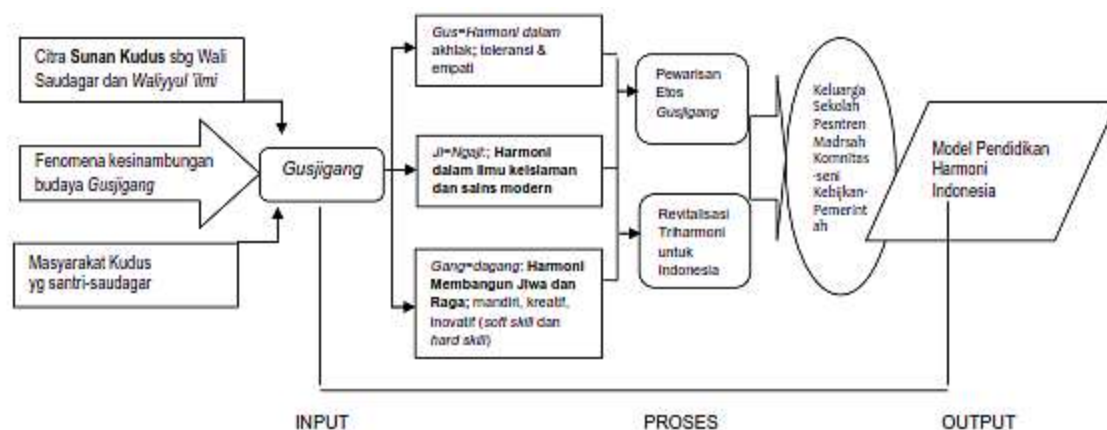 Citra Sunan Kudus sbg Wali
Saudagar dan Waliyyul 'ilmi
Fenomena kesinambungan
budaya Gusjigang
Masyarakat Kudus
yg santri-saudagar
Gusjigang
Gus=Harmoni dalam
akhlak; toleransi &
empati
Ji=Ngaji:; Harmoni
dalam ilmu keislaman
dan sains modern
Gang=dagang: Harmoni
Membangun Jiwa dan
Raga; mandiri, kreatif,
inovatif (soft skill dan
hard skill)
Pewarisan
Etos
Gusjigang
Revitalisasi
Triharmoni
untuk
Indonesia
Keluarga
Sekolah
Pesntren
Madrsah
Komnitas
-seni
Kebijkan-
Pemerint
ah
Model Pendidikan
Harmoni
Indonesia
INPUT
PROSES
OUTPUT